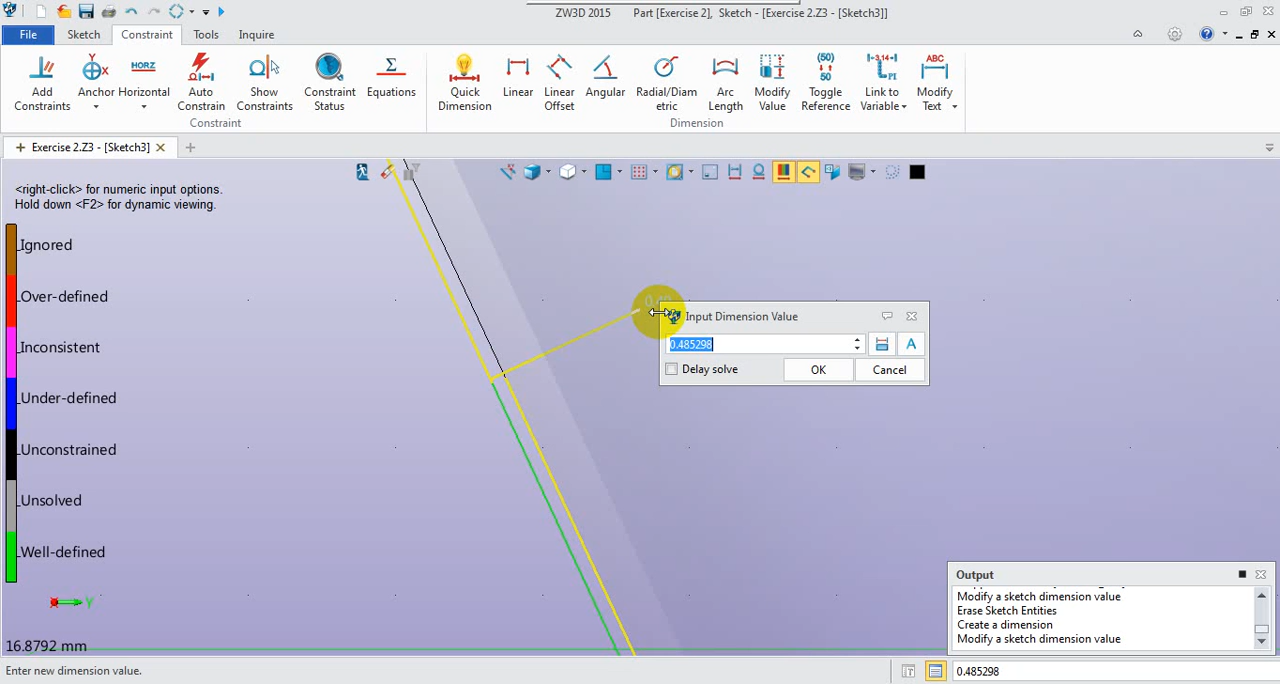 ZW3D 2015 Part [Exercise 2], Sketch - [Exercise 2.Z3 - [Sketch3]]
File Sketch Constraint Tools Inquire
Add Constraints
Anchor
Horizontal
Auto Constrain
Show Constraints
Constraint Status
Equations
Quick Dimension
Linear
Linear Offset
Angular
Radial/Diam etric
Arc Length
Modify Value
Toggle Reference
Link to Variable
Modify Text
Constraint
Dimension
Exercise 2.Z3 - [Sketch3]
<right-click> for numeric input options.
Hold down <F2> for dynamic viewing.
Ignored
Over-defined
Inconsistent
Under-defined
Unconstrained
Unsolved
Well-defined
Y
16.8792 mm
Input Dimension Value
0.485298
Delay solve OK Cancel
Output
Modify a sketch dimension value
Erase Sketch Entities
Create a dimension
Modify a sketch dimension value
Enter new dimension value.
0.485298